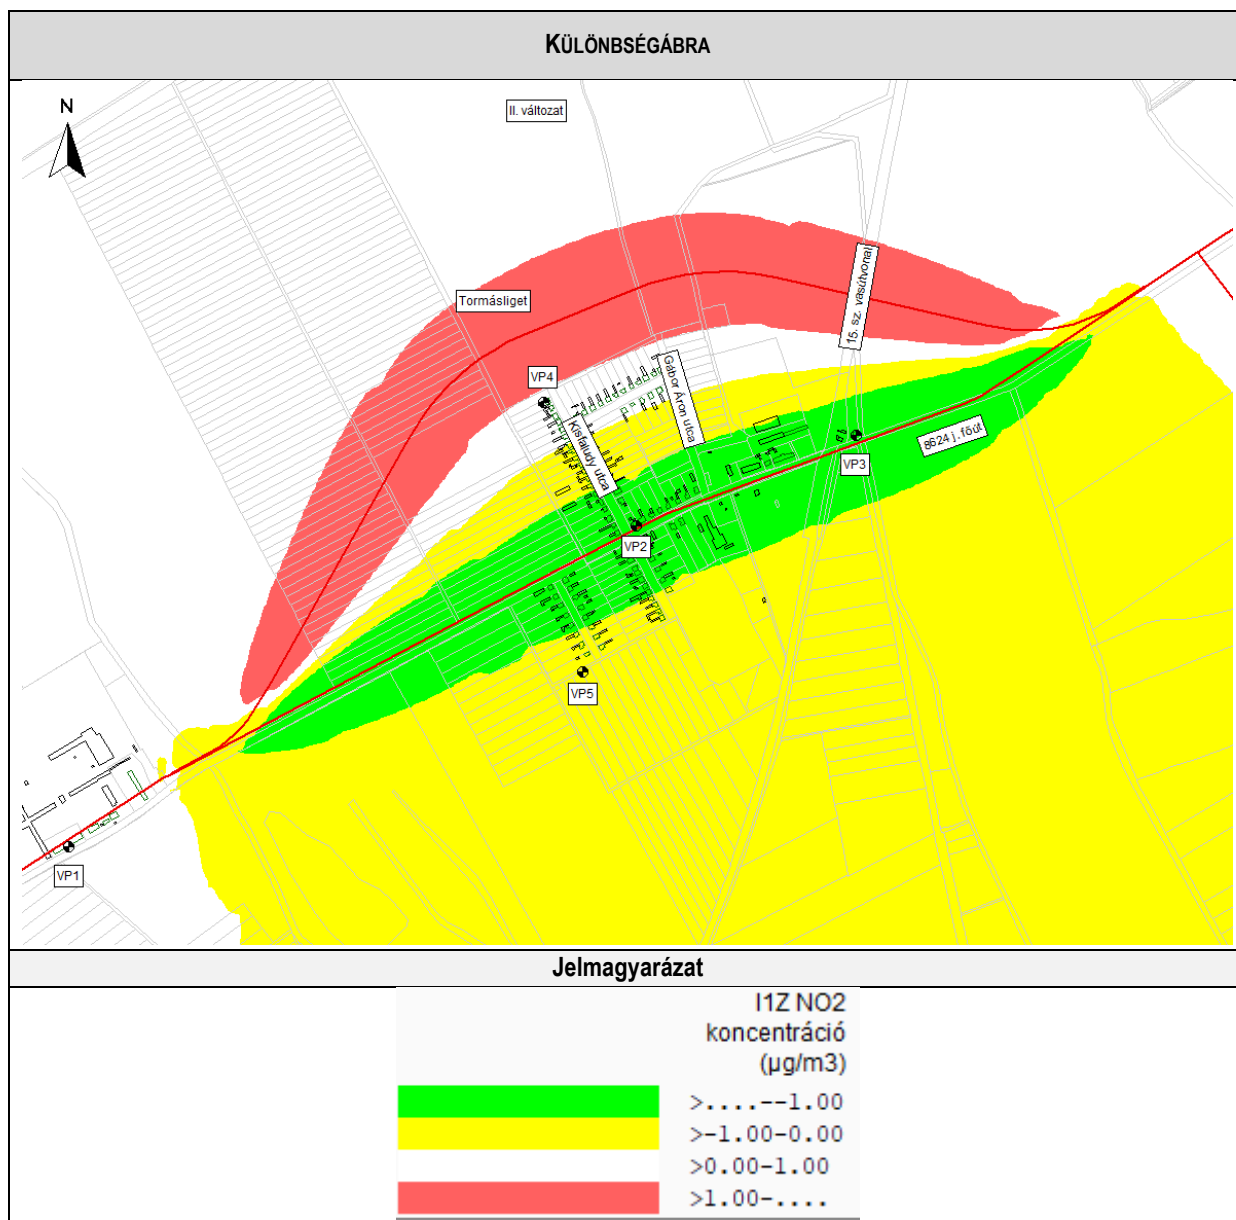 KÜLÖNBSÉGÁBRA
N
II. változat
Tormásliget
15. sz. vasútvonal
VP4
Gábor Áron utca
Kisfaludy utca
8624 j. főút
VP3
VP2
VP5
VP1
Jelmagyarázat
I1Z NO2
koncentráció
(µg/m3)
>....--1.00
>-1.00-0.00
>0.00-1.00
>1.00-....